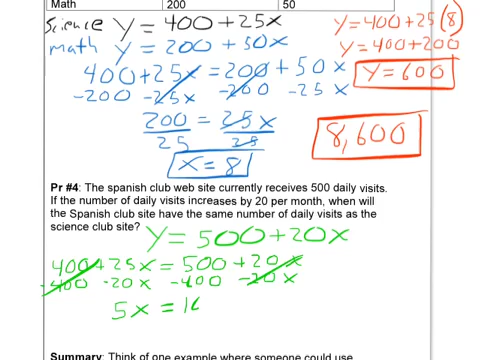 Math 200 50
Science Y = 400 + 25x
math Y = 200 + 50x
400 + 25x = 200 + 50x
-200 -25x -200 -25x
200 = 25x
25 25
x = 8
Y = 400 + 25(8)
Y = 400 + 200
Y = 600
8,600
Pr #4: The spanish club web site currently receives 500 daily visits.
If the number of daily visits increases by 20 per month, when will
the Spanish club site have the same number of daily visits as the
science club site?
Y = 500 + 20x
400 + 25x = 500 + 20x
-400 -20x -400 -20x
5x = 10
Summary: Think of one example where someone could use